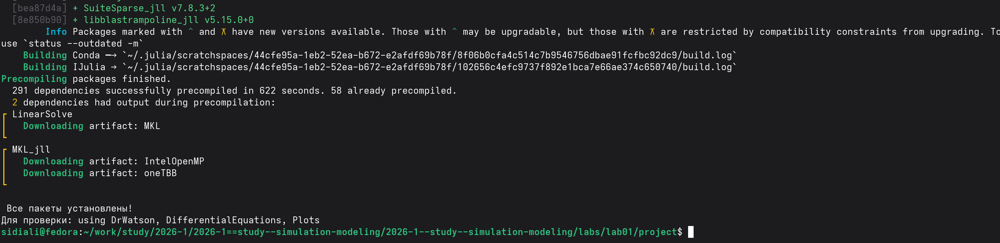 [bea87d4a] + SuiteSparse_jll v7.8.3+2
[8e850b90] + libblastrampoline_jll v5.15.0+0
Info Packages marked with ^ and ⌅ have new versions available. Those with ^ may be upgradable, but those with ⌅ are restricted by compatibility constraints from upgrading. To
use `status --outdated -m`
Building Conda ─→ `~/.julia/scratchspaces/44cfe95a-1eb2-52ea-b672-e2afdf69b78f/8f06b0cfa4c514c7b9546756dbae91fcfbc92dc9/build.log`
Building IJulia → `~/.julia/scratchspaces/44cfe95a-1eb2-52ea-b672-e2afdf69b78f/102656c4efc9737f892e1bca7e66ae374c650740/build.log`
Precompiling packages finished.
291 dependencies successfully precompiled in 622 seconds. 58 already precompiled.
2 dependencies had output during precompilation:
LinearSolve
Downloading artifact: MKL
MKL_jll
Downloading artifact: IntelOpenMP
Downloading artifact: oneTBB
Все пакеты установлены!
Для проверки: using DrWatson, DifferentialEquations, Plots
sidiali@fedora:~/work/study/2026-1/2026-1==study--simulation-modeling/2026-1--study--simulation-modeling/labs/lab01/project$